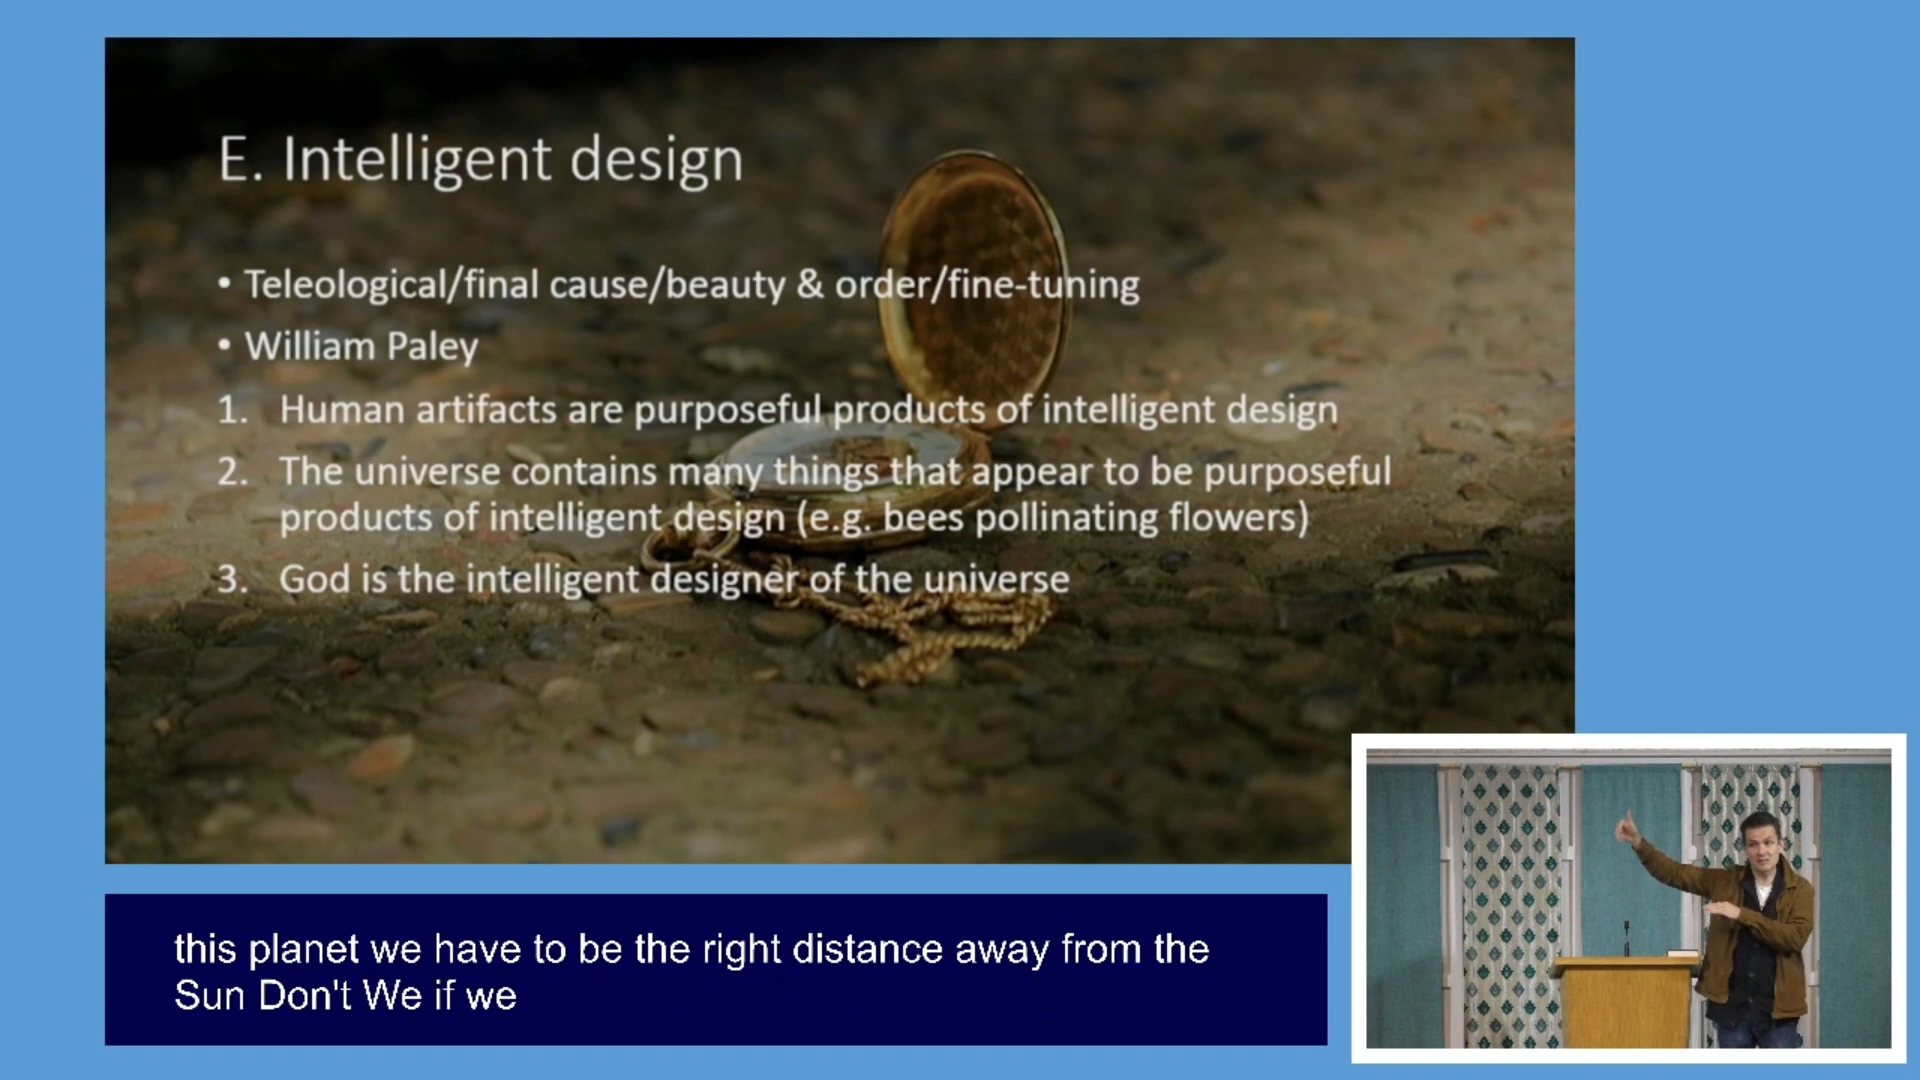 E. Intelligent design
• Teleological/final cause/beauty & order/fine-tuning
• William Paley
1. Human artifacts are purposeful products of intelligent design
2. The universe contains many things that appear to be purposeful
products of intelligent design (e.g. bees pollinating flowers)
3. God is the intelligent designer of the universe
this planet we have to be the right distance away from the
Sun Don't We if we